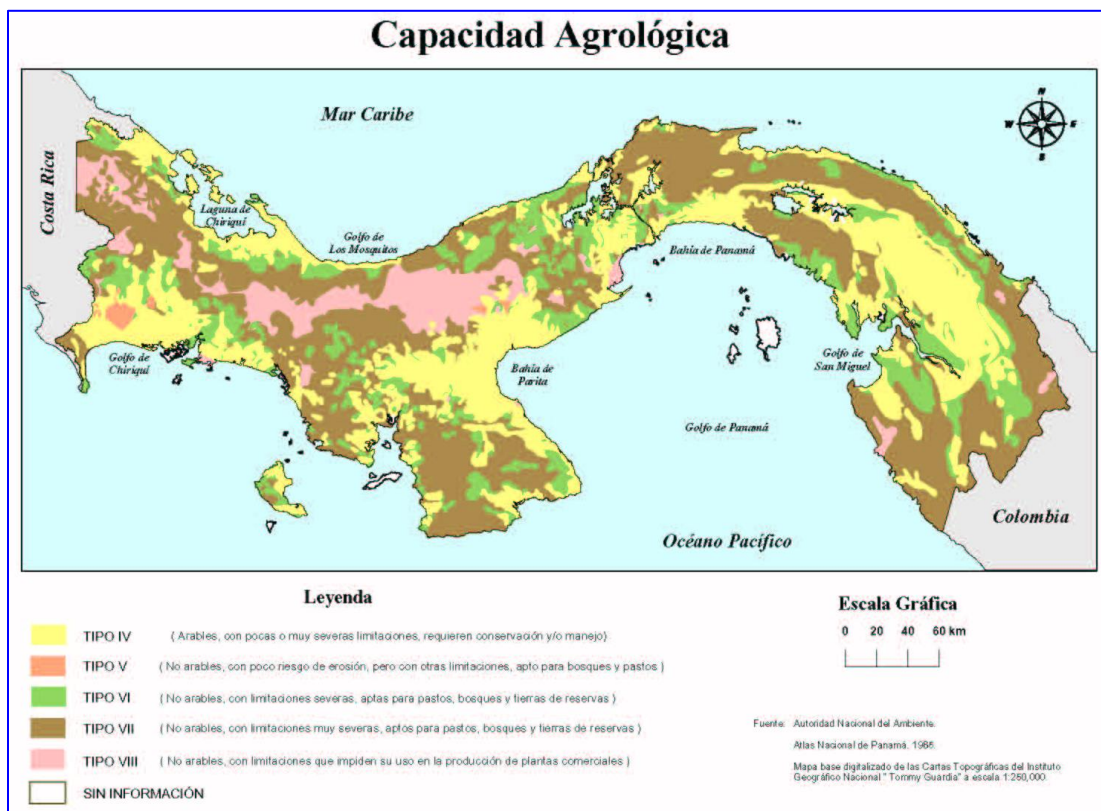 Capacidad Agrológica
Mar Caribe
N
W
E
S
Costa Rica
Laguna de
Chiriquí
Golfo de
Los Mosquitos
Bahía de Panamá
Golfo de
Chiriquí
Bahía de
Parita
Golfo de
San Miguel
Golfo de Panamá
Colombia
Océano Pacífico
Leyenda
TIPO IV ( Arables, con pocas o muy severas limitaciones, requieren conservación y/o manejo)
TIPO V ( No arables, con poco riesgo de erosión, pero con otras limitaciones, apto para bosques y pastos )
TIPO VI ( No arables, con limitaciones severas, aptas para pastos, bosques y tierras de reservas )
TIPO VII ( No arables, con limitaciones muy severas, aptos para pastos, bosques y tierras de reservas )
TIPO VIII ( No arables, con limitaciones que impiden su uso en la producción de plantas comerciales )
SIN INFORMACIÓN
Escala Gráfica
0 20 40 60 km
Fuente: Autoridad Nacional del Ambiente.
Atlas Nacional de Panamá.
Mapa base digitalizado de las Cartas Topográficas del Instituto
Geográfico Nacional " Tommy Guardia" a escala